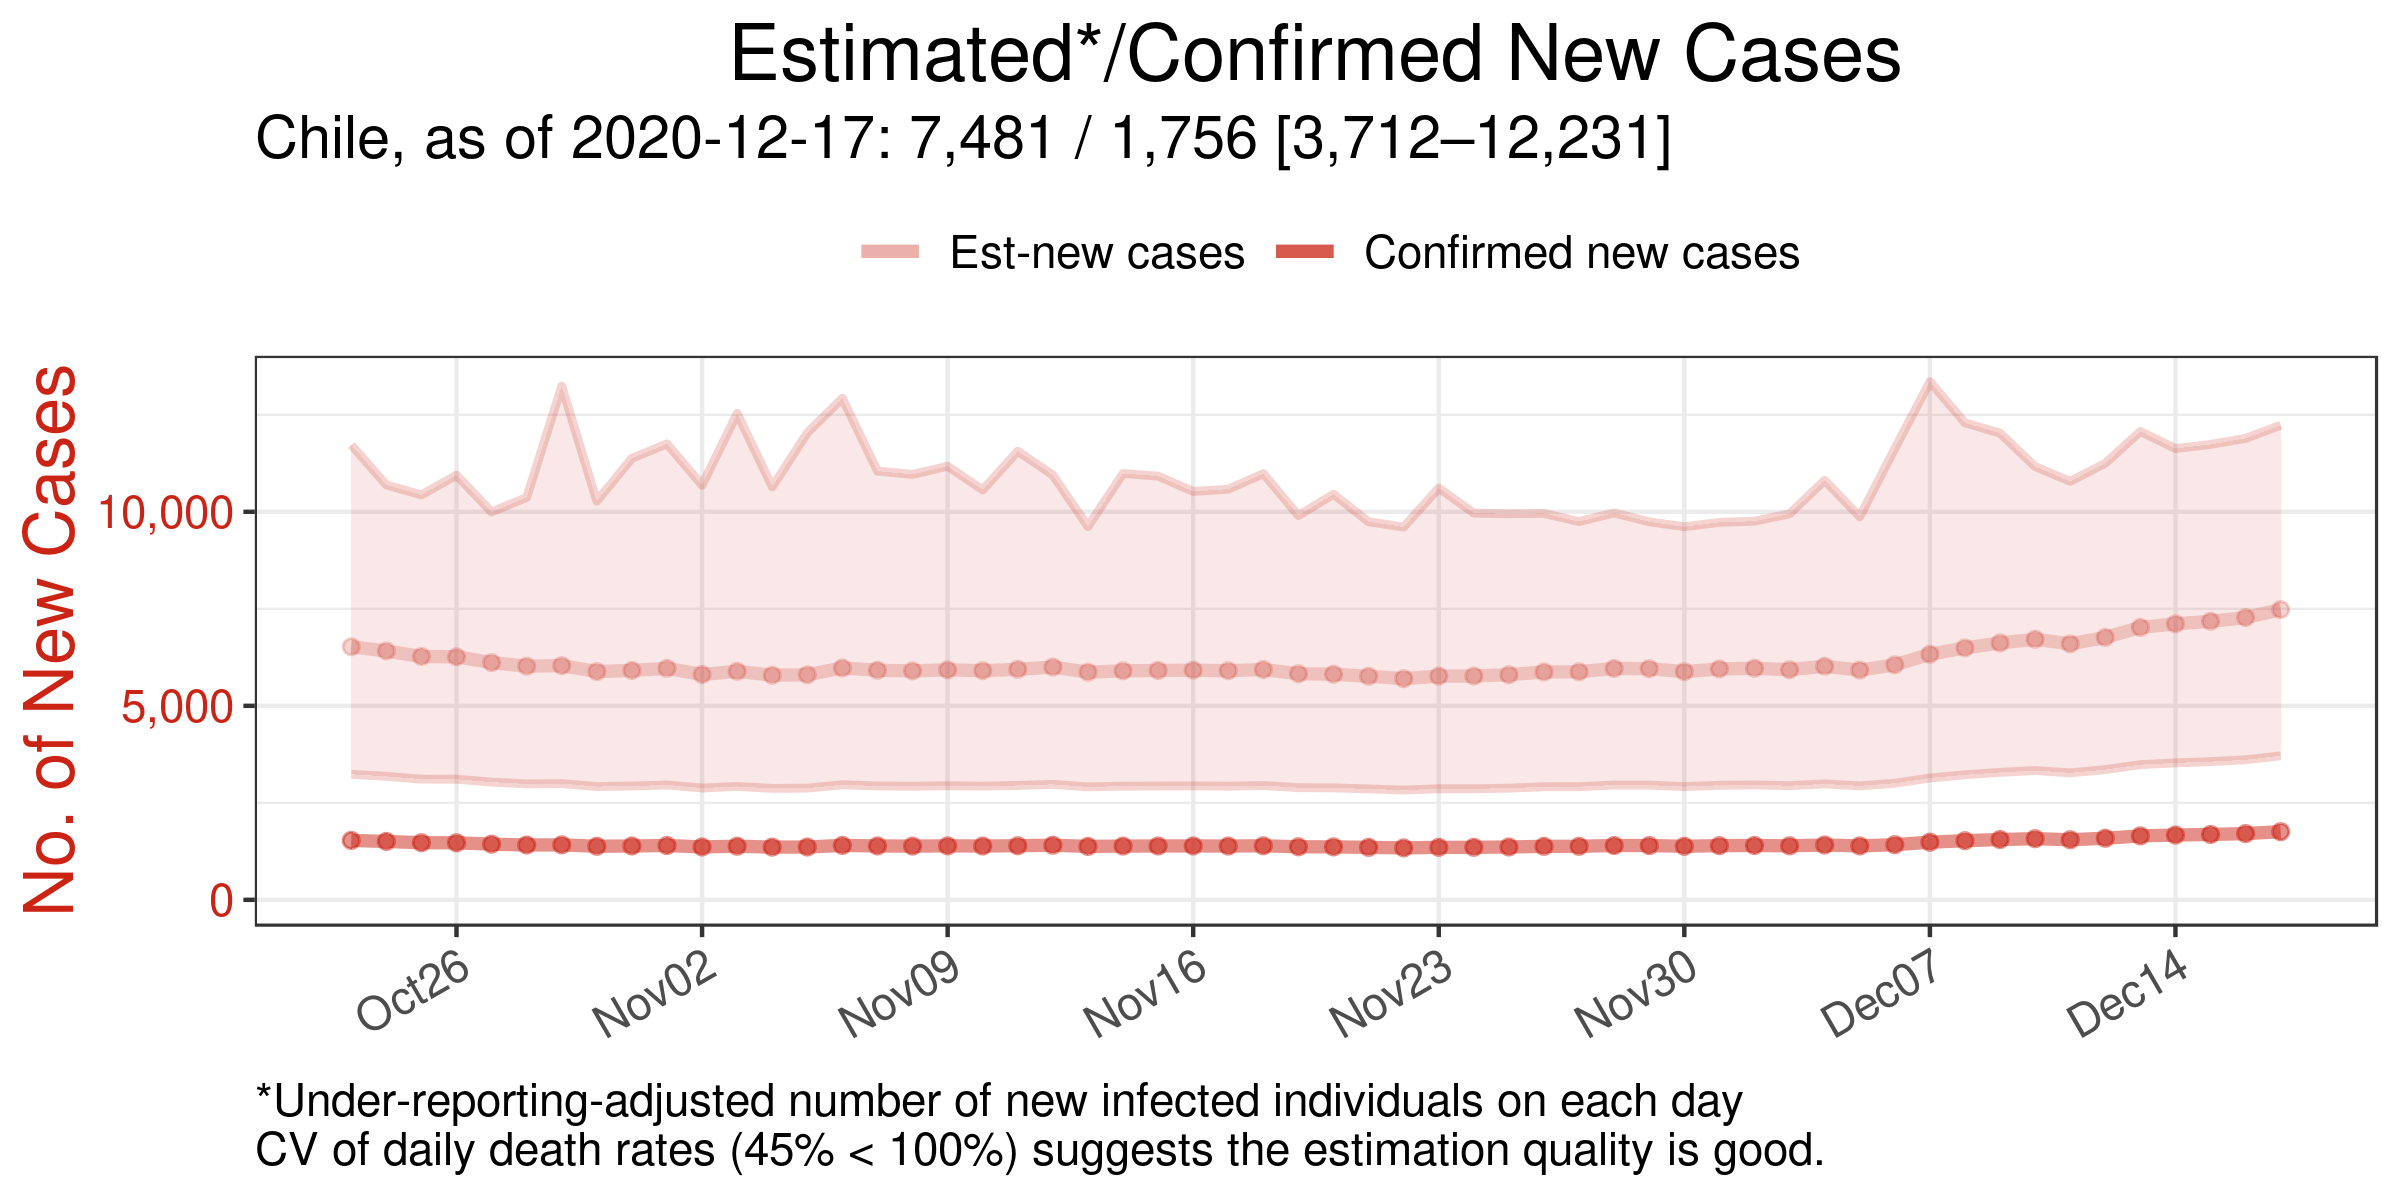 Estimated*/Confirmed New Cases
Chile, as of 2020-12-17: 7,481 / 1,756 [3,712–12,231]
Est-new cases
Confirmed new cases
No. of New Cases
10,000
5,000
0
Oct26
Nov02
Nov09
Nov16
Nov23
Nov30
Dec07
Dec14
*Under-reporting-adjusted number of new infected individuals on each day
CV of daily death rates (45% < 100%) suggests the estimation quality is good.